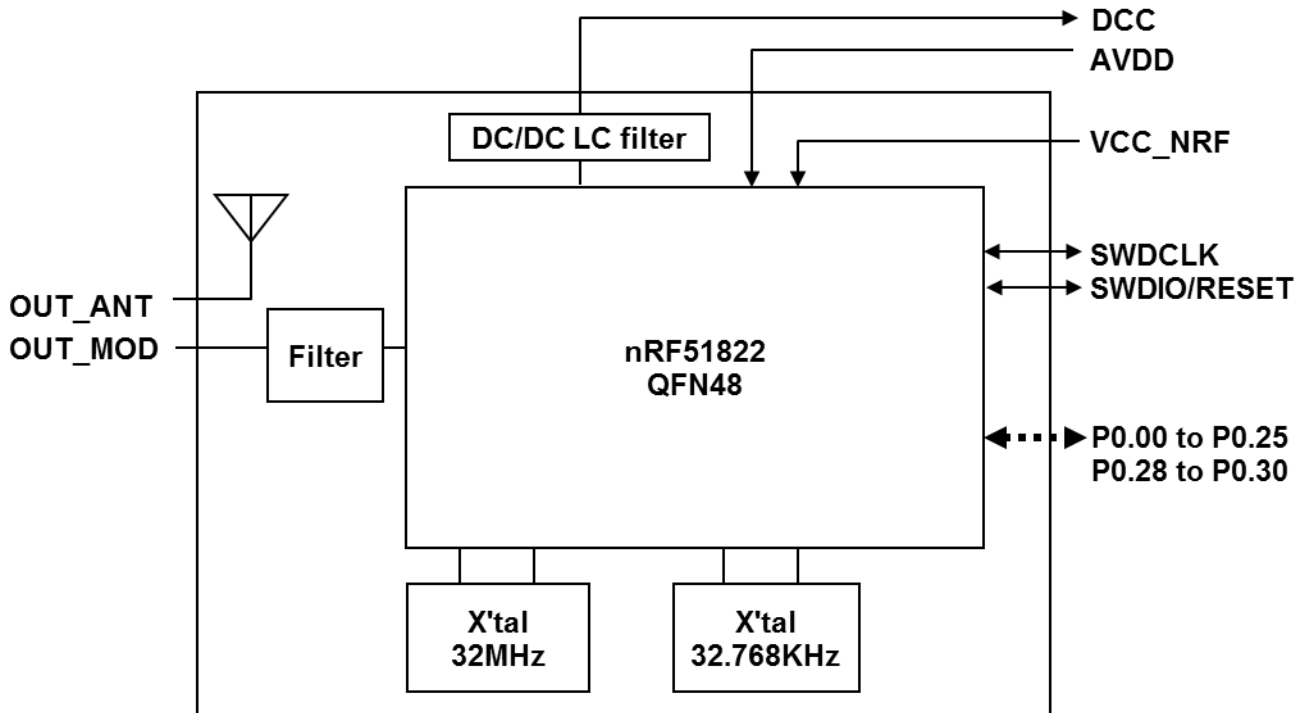 DCC
AVDD
DC/DC LC filter
VCC_NRF
SWDCLK
SWDIO/RESET
OUT_ANT
OUT_MOD
Filter
nRF51822
QFN48
P0.00 to P0.25
P0.28 to P0.30
X'tal
32MHz
X'tal
32.768KHz